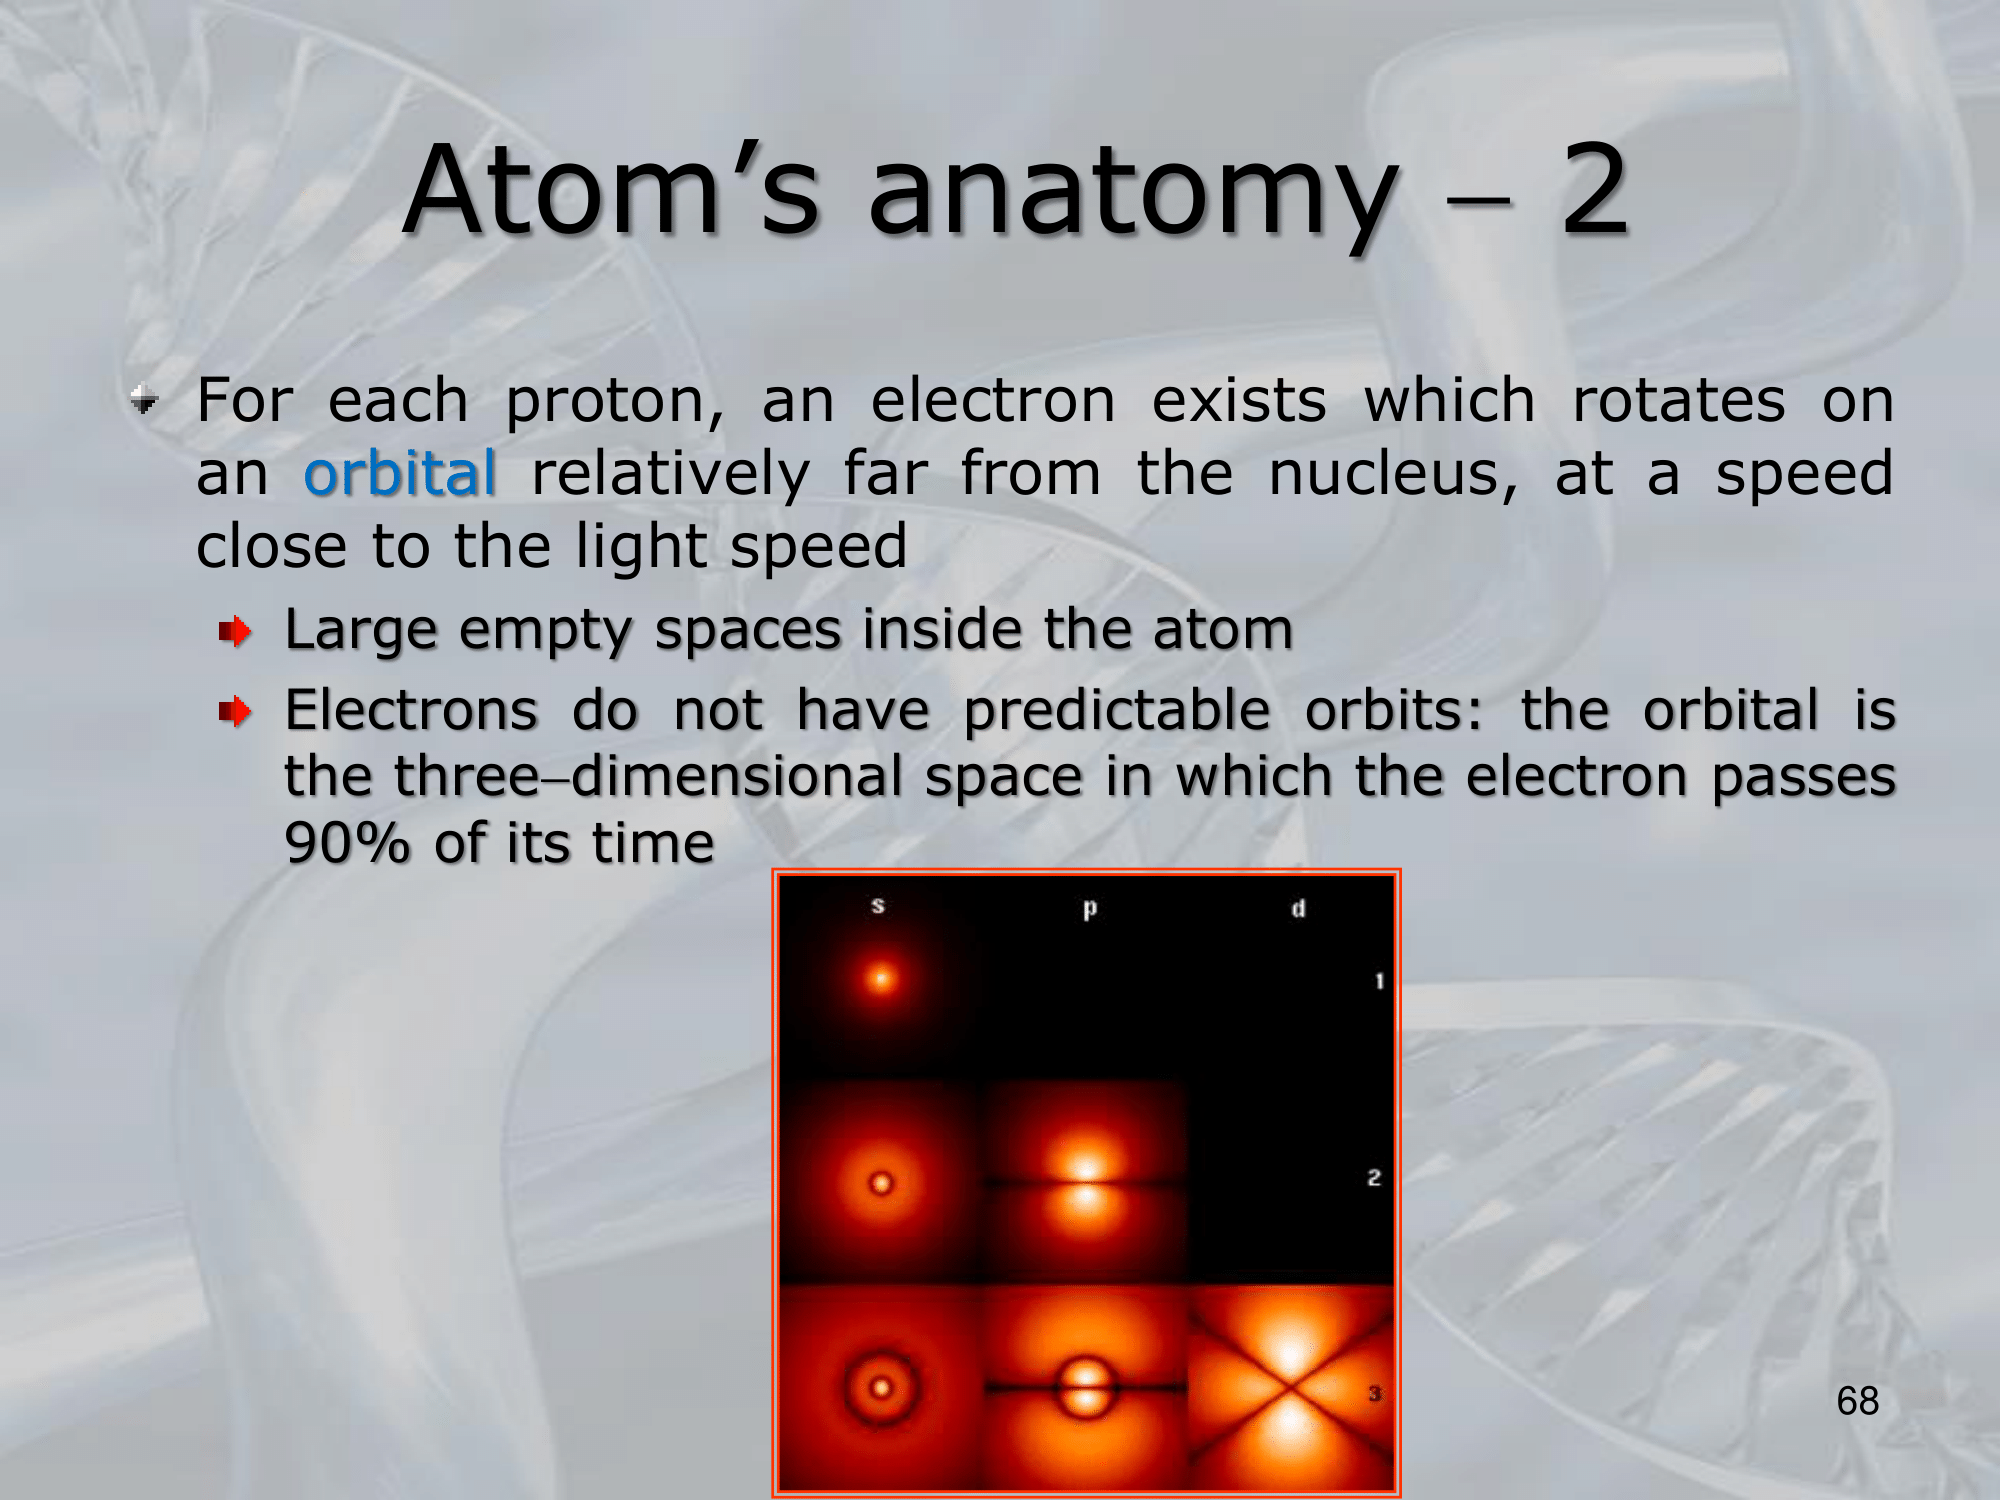 Atom’s anatomy – 2
For each proton, an electron exists which rotates on
an orbital relatively far from the nucleus, at a speed
close to the light speed
Large empty spaces inside the atom
Electrons do not have predictable orbits: the orbital is
the three–dimensional space in which the electron passes
90% of its time
s p d
1
2
3
68